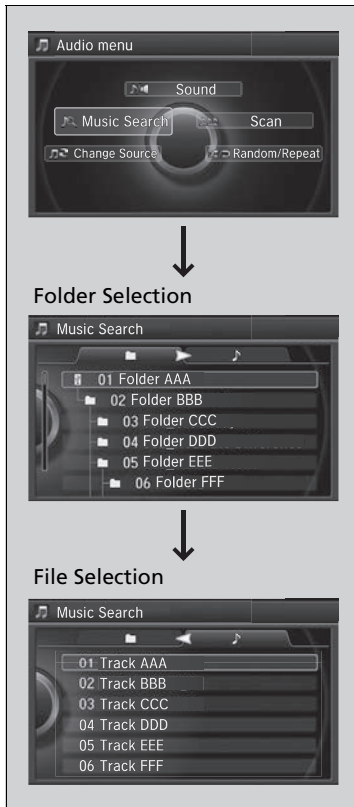 Audio menu
Sound
Music Search
Scan
Change Source
Random/Repeat
Folder Selection
Music Search
01 Folder AAA
02 Folder BBB
03 Folder CCC
04 Folder DDD
05 Folder EEE
06 Folder FFF
File Selection
Music Search
01 Track AAA
02 Track BBB
03 Track CCC
04 Track DDD
05 Track EEE
06 Track FFF